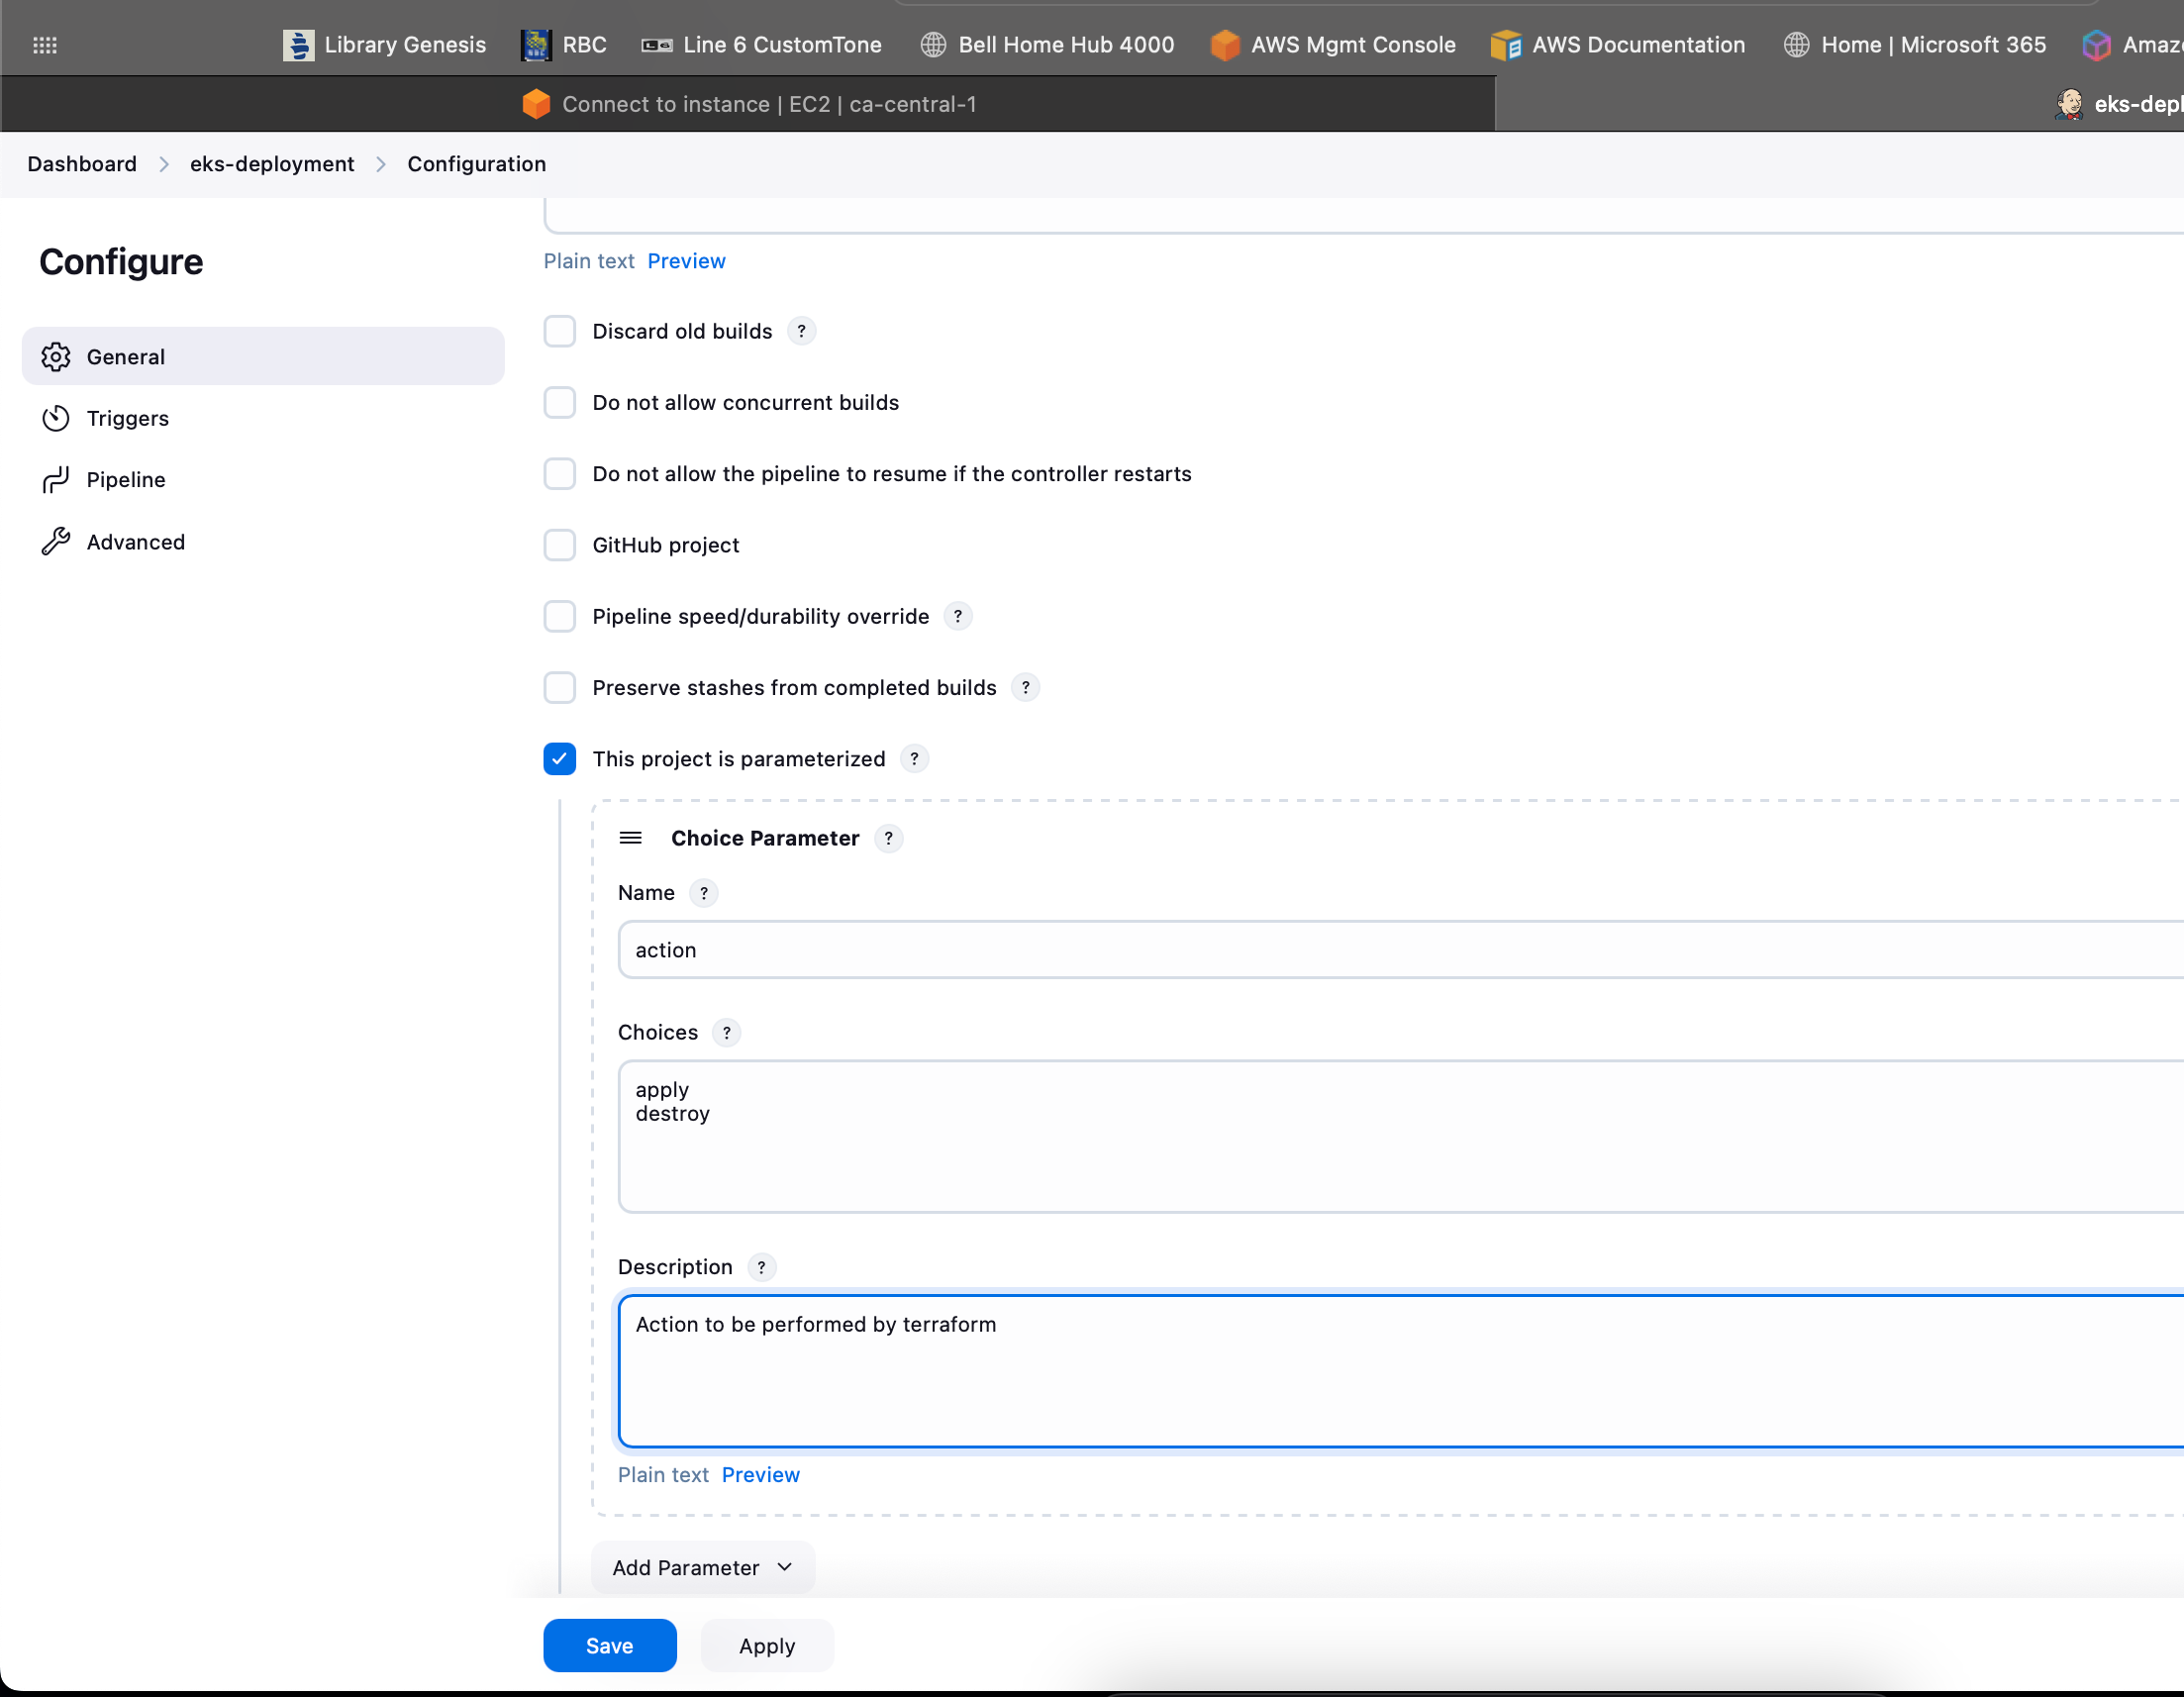 Library Genesis RBC Line 6 CustomTone Bell Home Hub 4000 AWS Mgmt Console AWS Documentation Home | Microsoft 365
Connect to instance | EC2 | ca-central-1
Dashboard > eks-deployment > Configuration
Configure
General
Triggers
Pipeline
Advanced
Plain text Preview
Discard old builds ?
Do not allow concurrent builds
Do not allow the pipeline to resume if the controller restarts
GitHub project
Pipeline speed/durability override ?
Preserve stashes from completed builds ?
This project is parameterized ?
Choice Parameter ?
Name ?
action
Choices ?
apply
destroy
Description ?
Action to be performed by terraform
Plain text Preview
Add Parameter
Save Apply